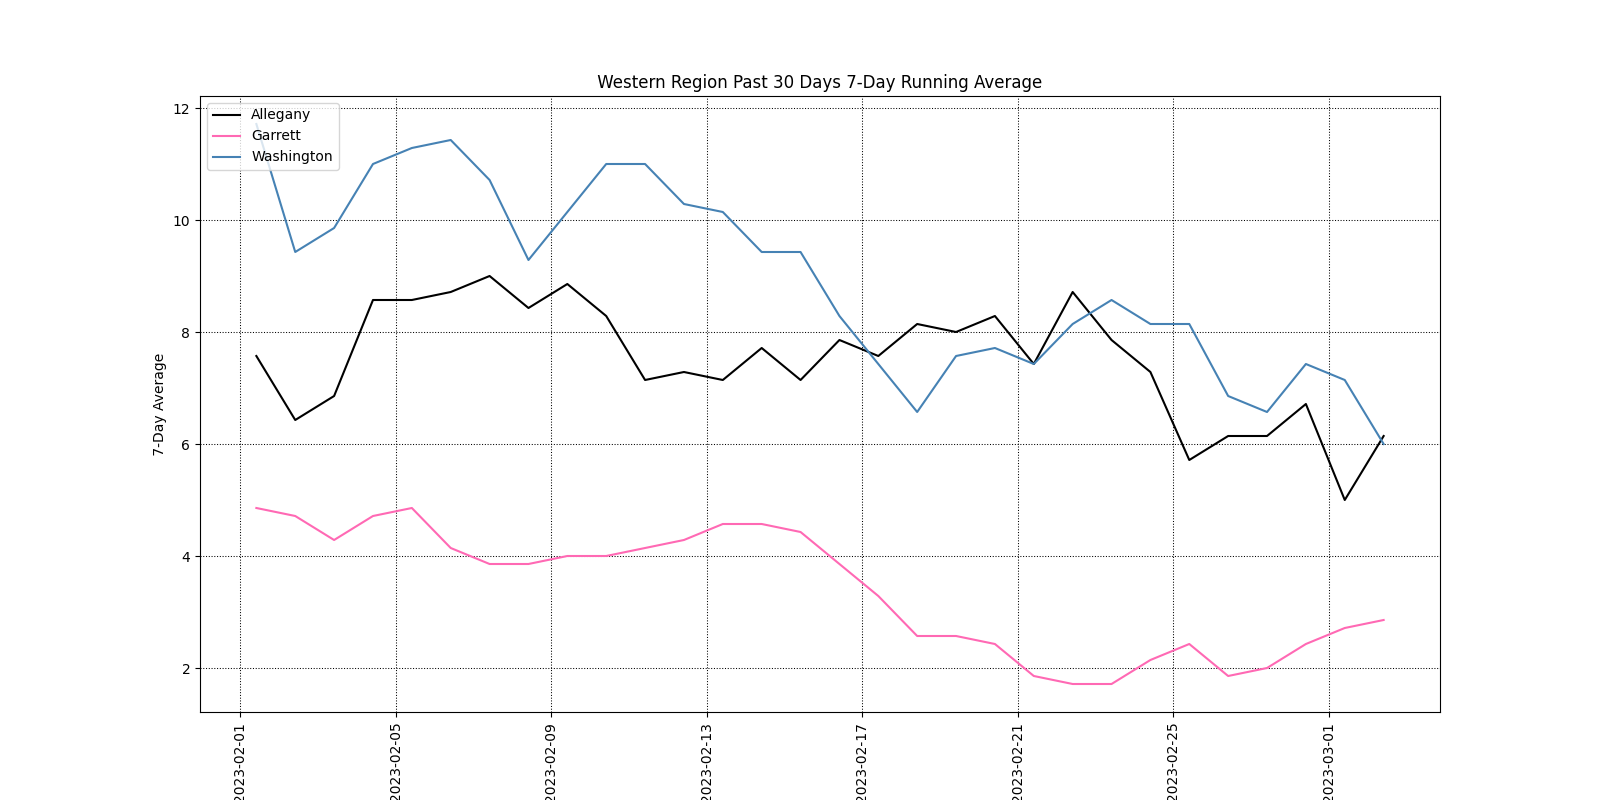 Western Region Past 30 Days 7-Day Running Average
Allegany
Garrett
Washington
7-Day Average
12
10
8
6
4
2
2023-02-01
2023-02-05
2023-02-09
2023-02-13
2023-02-17
2023-02-21
2023-02-25
2023-03-01